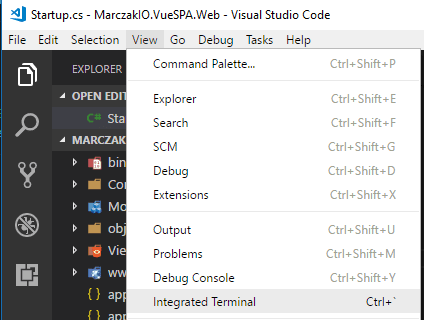 Startup.cs - MarczakIO.VueSPA.Web - Visual Studio Code
File Edit Selection View Go Debug Tasks Help
EXPLORER
OPEN EDIT
C# Sta
MARCZAK
bin
Con
Mo
obj
Vie
ww
{ } app
{ } app
Command Palette... Ctrl+Shift+P
Explorer Ctrl+Shift+E
Search Ctrl+Shift+F
SCM Ctrl+Shift+G
Debug Ctrl+Shift+D
Extensions Ctrl+Shift+X
Output Ctrl+Shift+U
Problems Ctrl+Shift+M
Debug Console Ctrl+Shift+Y
Integrated Terminal Ctrl+`